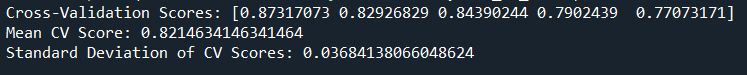 Cross-Validation Scores: [0.87317073 0.82926829 0.84390244 0.7902439  0.77073171]
Mean CV Score: 0.8214634146341464
Standard Deviation of CV Scores: 0.03684138066048624